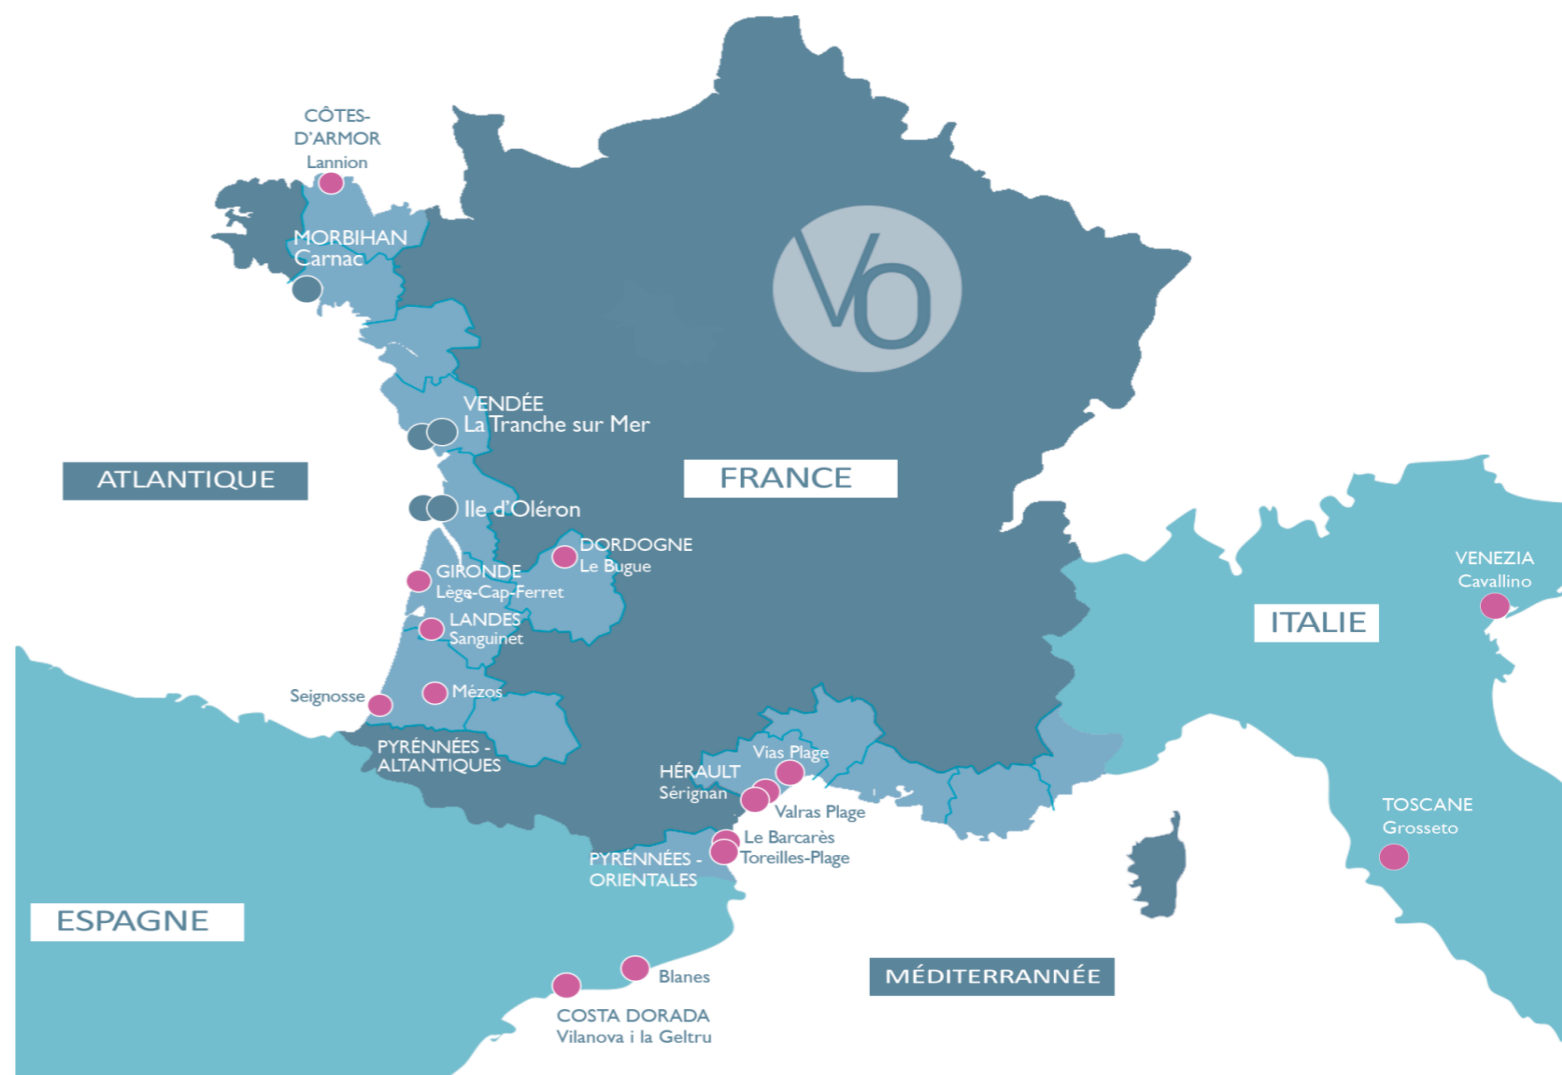 CÔTES-
D'ARMOR
Lannion
MORBIHAN
Carnac
VO
VENDÉE
La Tranche sur Mer
ATLANTIQUE
FRANCE
Ile d'Oléron
DORDOGNE
Le Bugue
GIRONDE
Lège-Cap-Ferret
LANDES
Sanguinet
VENEZIA
Cavallino
ITALIE
Seignosse
Mézos
PYRÉNNÉES -
ALTANTIQUES
Vias Plage
HÉRAULT
Sérignan
Valras Plage
Le Barcarès
Toreilles-Plage
PYRÉNNÉES -
ORIENTALES
TOSCANE
Grosseto
ESPAGNE
Blanes
MÉDITERRANNÉE
COSTA DORADA
Vilanova i la Geltru